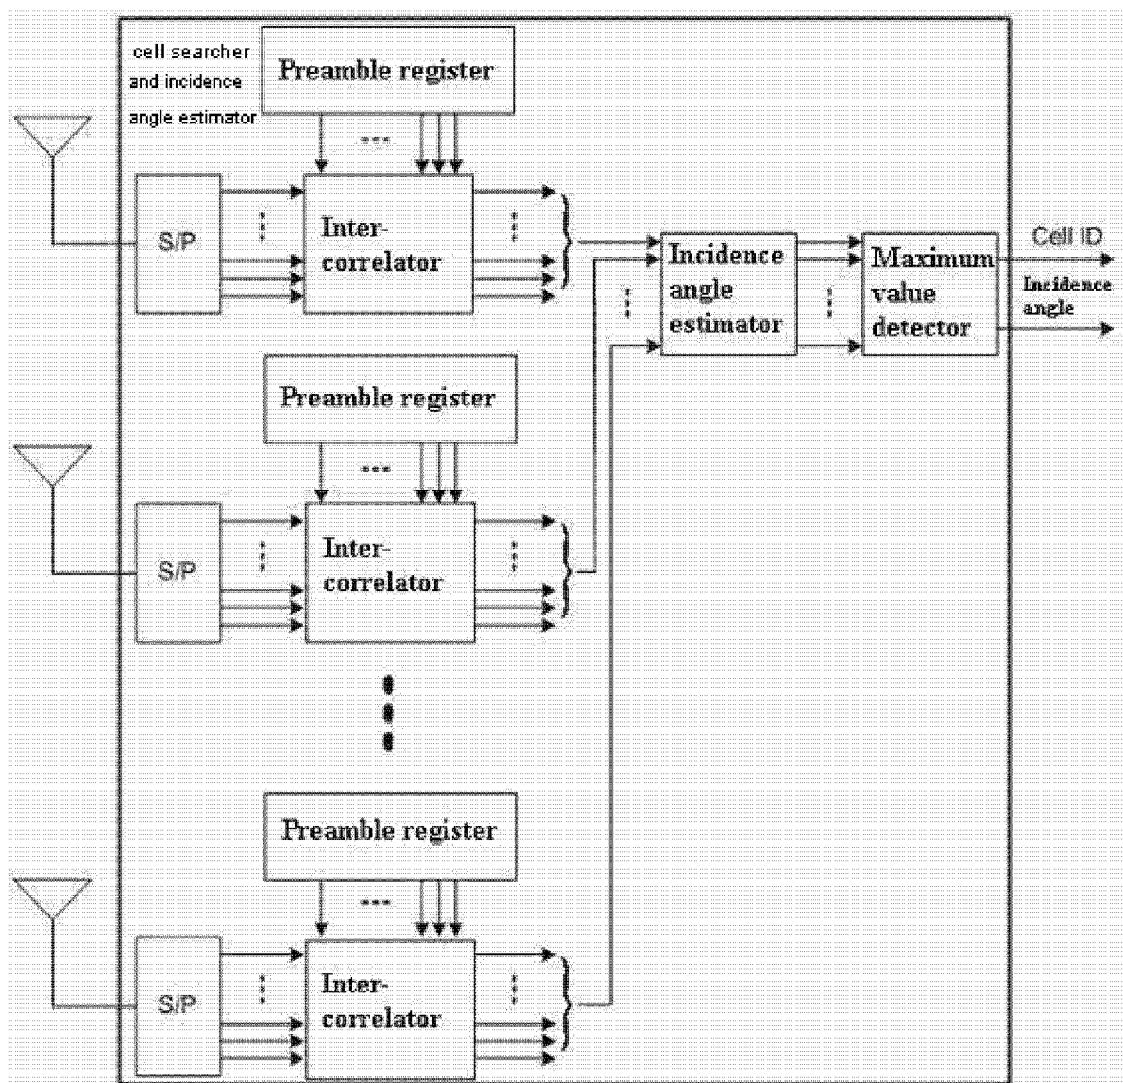 cell searcher
and incidence
angle estimator
Preamble register
S/P
Inter-
correlator
Incidence
angle
estimator
Maximum
value
detector
Cell ID
Incidence
angle
Preamble register
S/P
Inter-
correlator
Preamble register
S/P
Inter-
correlator